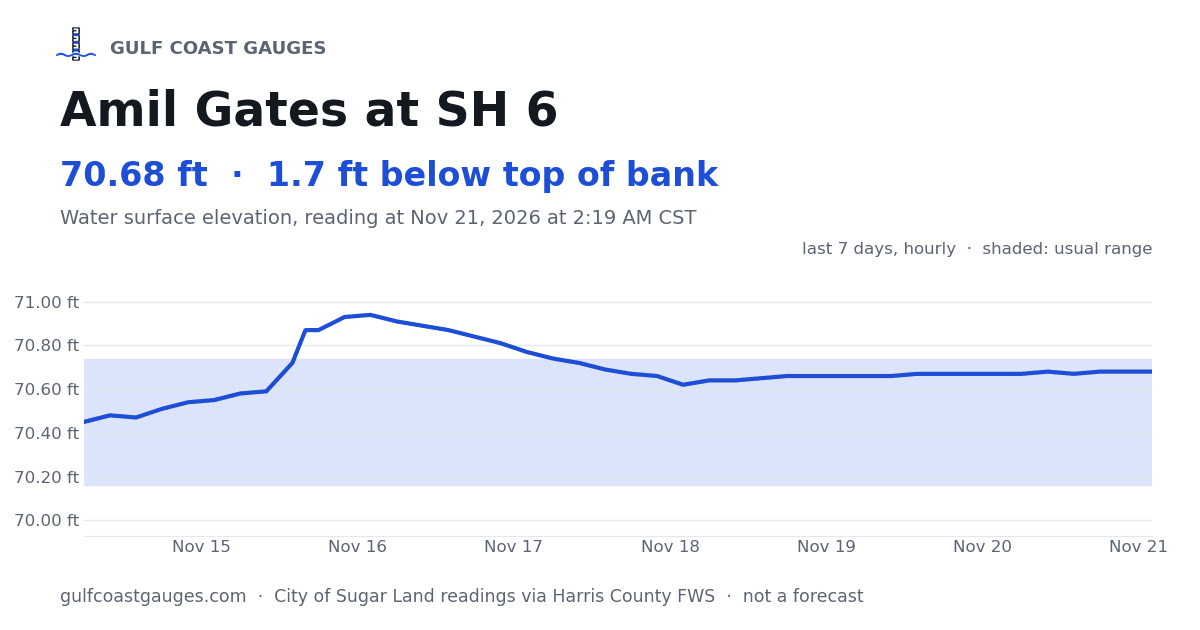 GULF COAST GAUGES
Amil Gates at SH 6
70.68 ft · 1.7 ft below top of bank
Water surface elevation, reading at Nov 21, 2026 at 2:19 AM CST
last 7 days, hourly · shaded: usual range
71.00 ft
70.80 ft
70.60 ft
70.40 ft
70.20 ft
70.00 ft
Nov 15 Nov 16 Nov 17 Nov 18 Nov 19 Nov 20 Nov 21
gulfcoastgauges.com · City of Sugar Land readings via Harris County FWS · not a forecast